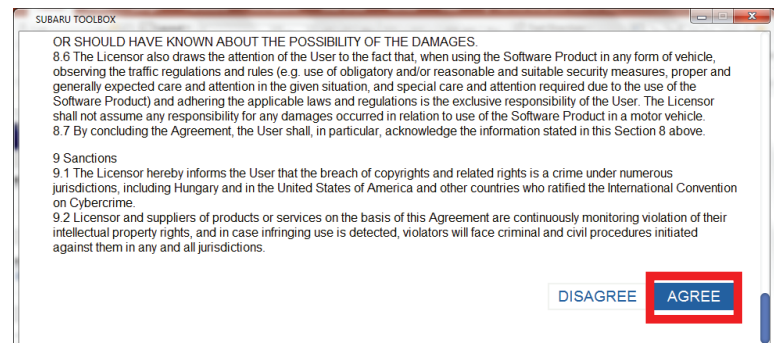 SUBARU TOOLBOX
OR SHOULD HAVE KNOWN ABOUT THE POSSIBILITY OF THE DAMAGES.
8.6 The Licensor also draws the attention of the User to the fact that, when using the Software Product in any form of vehicle,
observing the traffic regulations and rules (e.g. use of obligatory and/or reasonable and suitable security measures, proper and
generally expected care and attention in the given situation, and special care and attention required due to the use of the
Software Product) and adhering the applicable laws and regulations is the exclusive responsibility of the User. The Licensor
shall not assume any responsibility for any damages occurred in relation to use of the Software Product in a motor vehicle.
8.7 By concluding the Agreement, the User shall, in particular, acknowledge the information stated in this Section 8 above.
9 Sanctions
9.1 The Licensor hereby informs the User that the breach of copyrights and related rights is a crime under numerous
jurisdictions, including Hungary and in the United States of America and other countries who ratified the International Convention
on Cybercrime.
9.2 Licensor and suppliers of products or services on the basis of this Agreement are continuously monitoring violation of their
intellectual property rights, and in case infringing use is detected, violators will face criminal and civil procedures initiated
against them in any and all jurisdictions.
DISAGREE AGREE